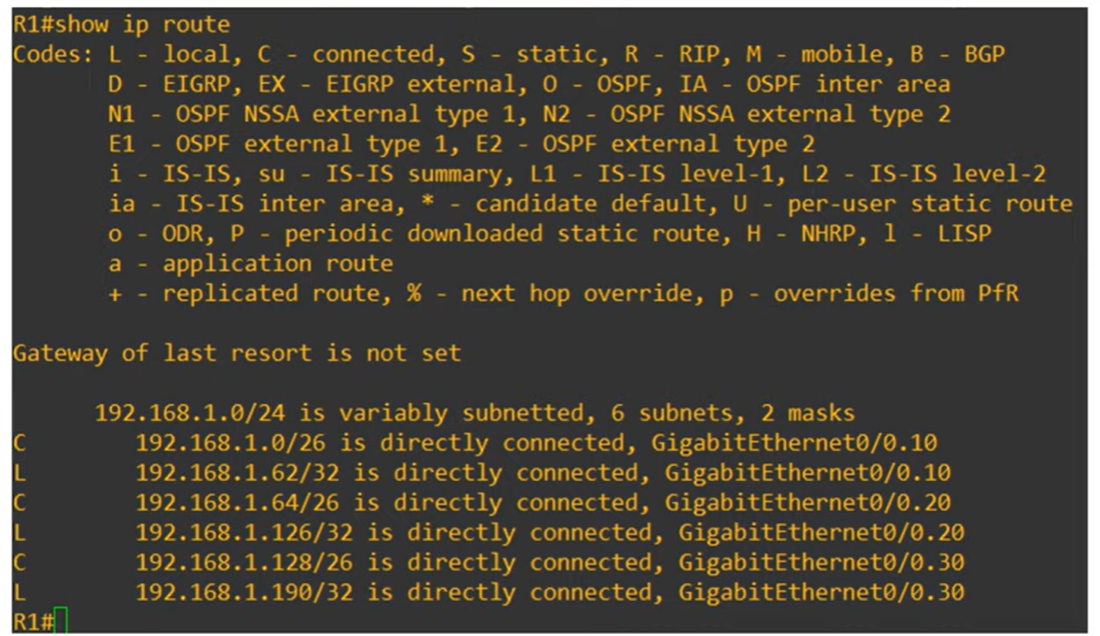 R1#show ip route
Codes: L - local, C - connected, S - static, R - RIP, M - mobile, B - BGP
D - EIGRP, EX - EIGRP external, O - OSPF, IA - OSPF inter area
N1 - OSPF NSSA external type 1, N2 - OSPF NSSA external type 2
E1 - OSPF external type 1, E2 - OSPF external type 2
i - IS-IS, su - IS-IS summary, L1 - IS-IS level-1, L2 - IS-IS level-2
ia - IS-IS inter area, * - candidate default, U - per-user static route
o - ODR, P - periodic downloaded static route, H - NHRP, l - LISP
a - application route
+ - replicated route, % - next hop override, p - overrides from PfR
Gateway of last resort is not set
192.168.1.0/24 is variably subnetted, 6 subnets, 2 masks
C 192.168.1.0/26 is directly connected, GigabitEthernet0/0.10
L 192.168.1.62/32 is directly connected, GigabitEthernet0/0.10
C 192.168.1.64/26 is directly connected, GigabitEthernet0/0.20
L 192.168.1.126/32 is directly connected, GigabitEthernet0/0.20
C 192.168.1.128/26 is directly connected, GigabitEthernet0/0.30
L 192.168.1.190/32 is directly connected, GigabitEthernet0/0.30
R1#